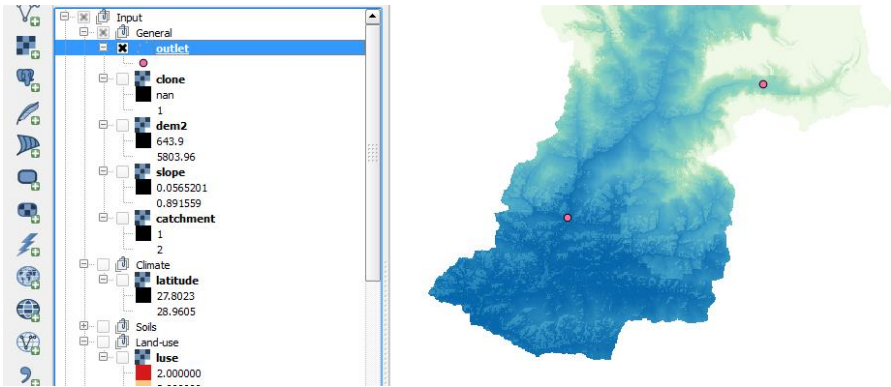 Input
General
outlet
clone
nan
1
dem2
643.9
5803.96
slope
0.0565201
0.891559
catchment
1
2
Climate
latitude
27.8023
28.9605
Soils
Land-use
luse
2.000000